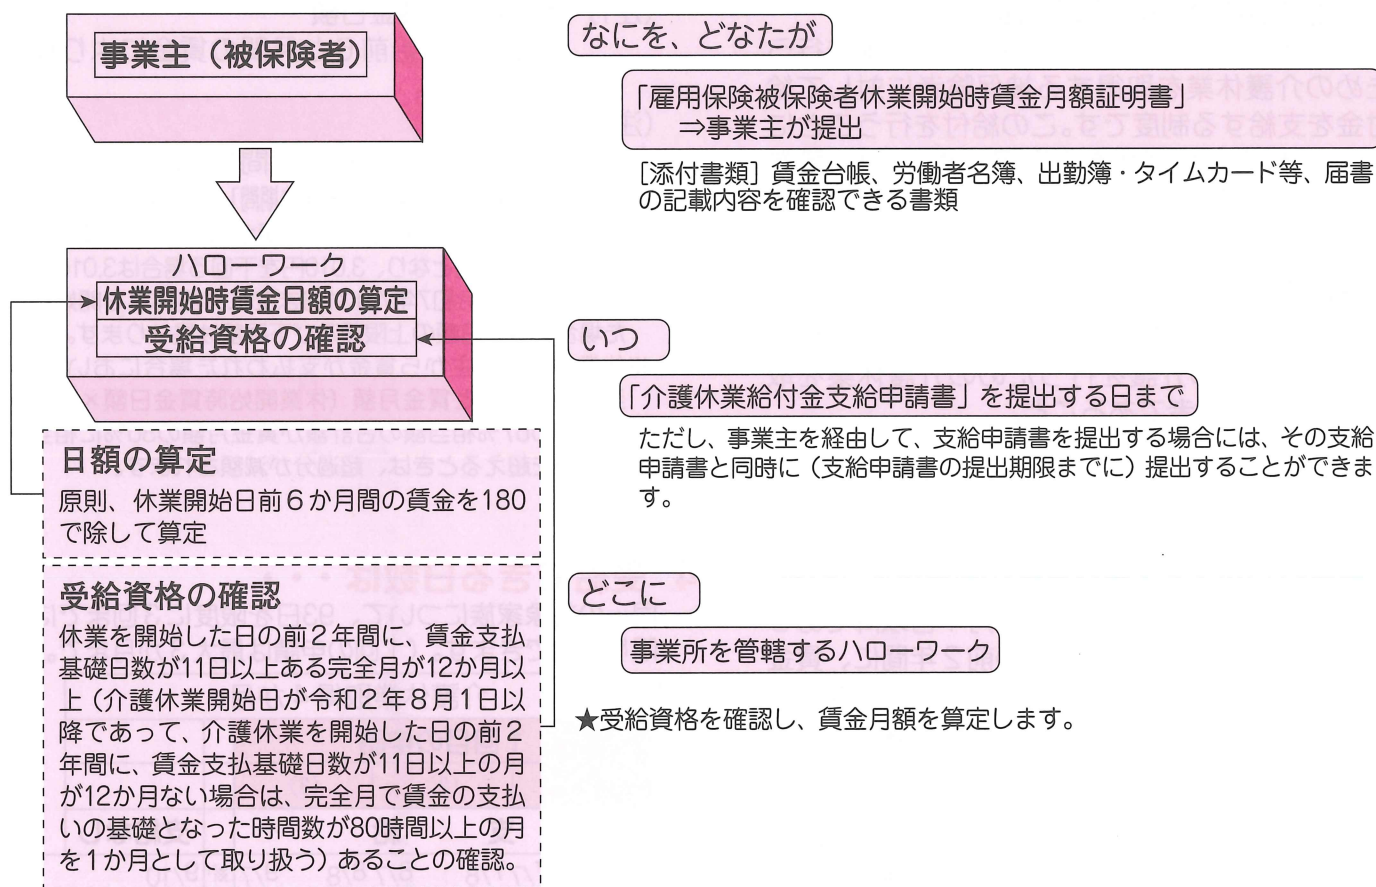 事業主（被保険者）
ハローワーク
休業開始時賃金日額の算定
受給資格の確認
日額の算定
原則、休業開始日前６か月間の賃金を180
で除して算定
受給資格の確認
休業を開始した日の前２年間に、賃金支払
基礎日数が11日以上ある完全月が12か月以
上（介護休業開始日が令和２年８月１日以
降であって、介護休業を開始した日の前２
年間に、賃金支払基礎日数が11日以上の月
が12か月ない場合は、完全月で賃金の支払
いの基礎となった時間数が80時間以上の月
を１か月として取り扱う）あることの確認。
なにを、どなたが
「雇用保険被保険者休業開始時賃金月額証明書」
⇒事業主が提出
［添付書類］賃金台帳、労働者名簿、出勤簿・タイムカード等、届書
の記載内容を確認できる書類
いつ
「介護休業給付金支給申請書」を提出する日まで
ただし、事業主を経由して、支給申請書を提出する場合には、その支給
申請書と同時に（支給申請書の提出期限までに）提出することができま
す。
どこに
事業所を管轄するハローワーク
★受給資格を確認し、賃金月額を算定します。